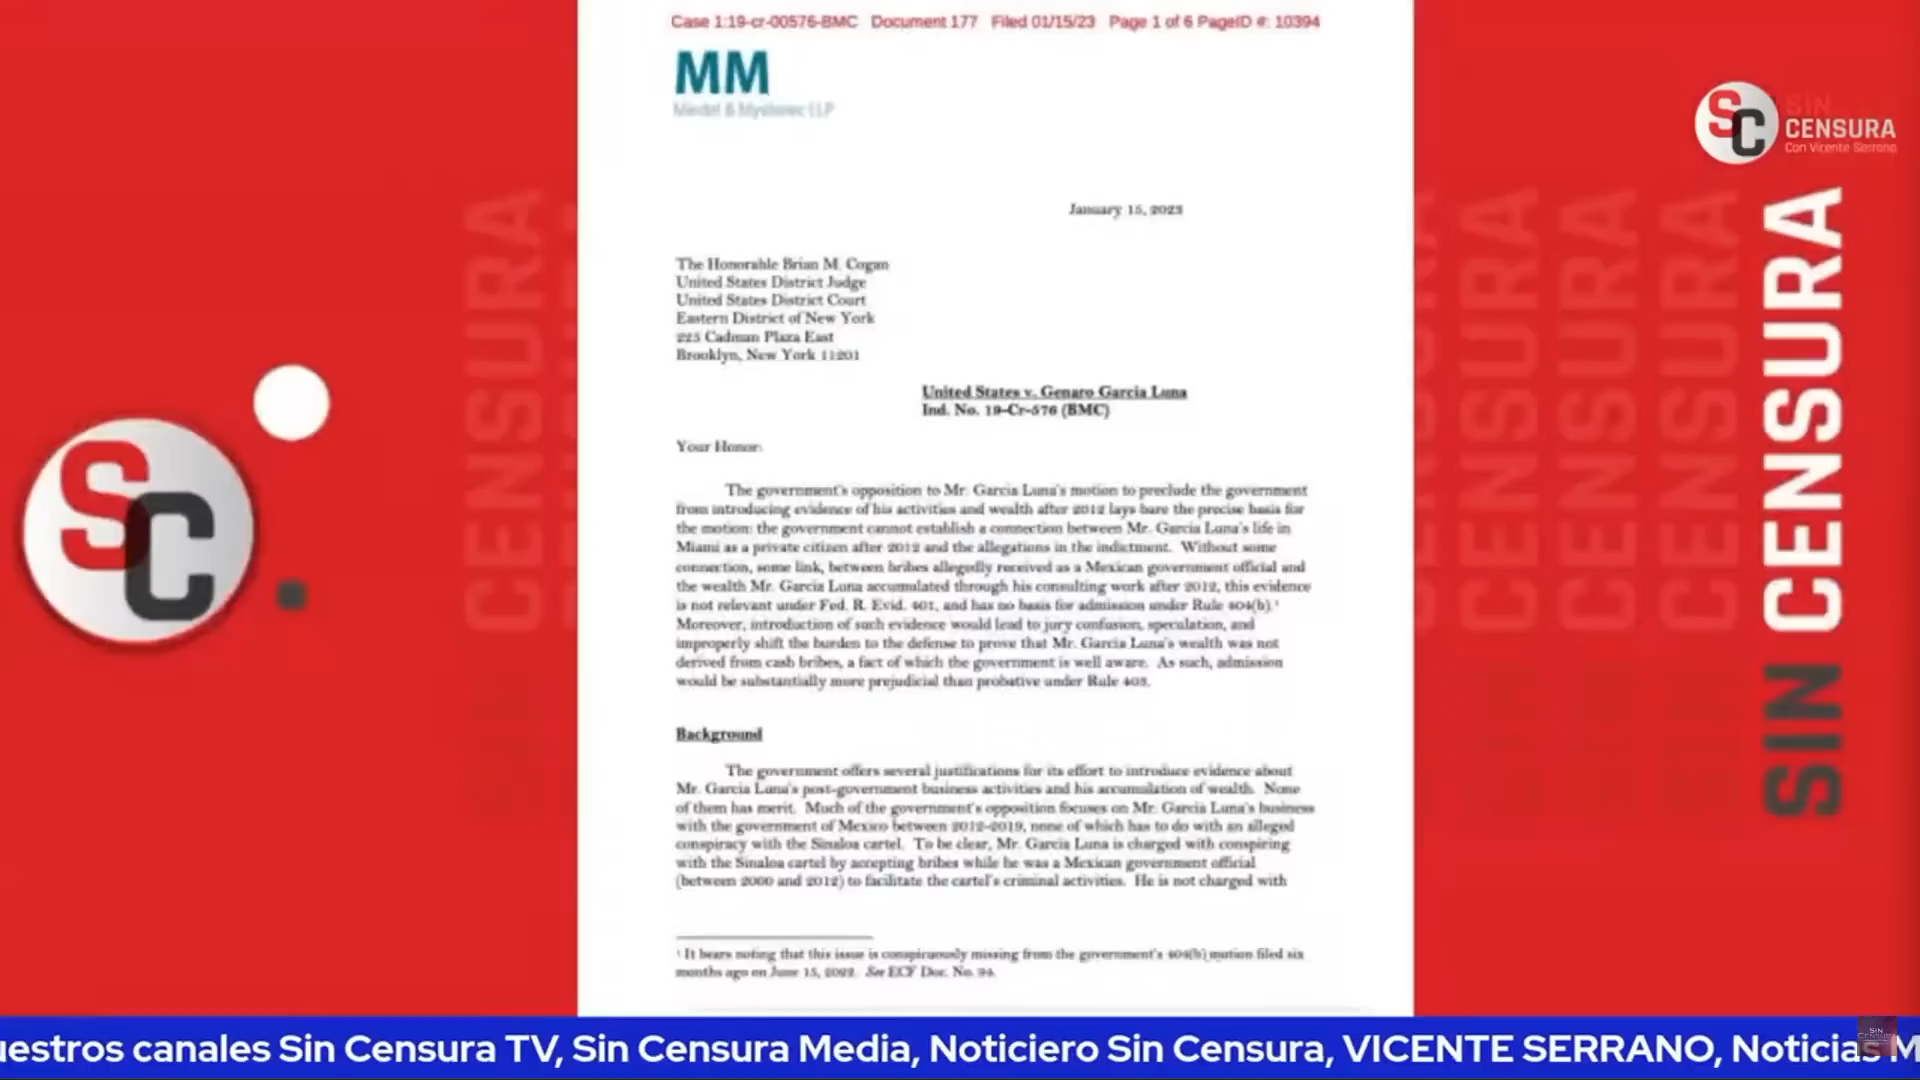 Case 1:19-cr-00576-BMC Document 177 Filed 01/15/23 Page 1 of 6 PageID #: 10394
MM
January 15, 2023
The Honorable Brian M. Cogan
United States District Judge
United States District Court
Eastern District of New York
225 Cadman Plaza East
Brooklyn, New York 11201
United States v. Genaro Garcia Luna
Ind. No. 19-Cr-576 (BMC)
Your Honor:
The government's opposition to Mr. Garcia Luna's motion to preclude the government
from introducing evidence of his activities and wealth after 2012 lays bare the precise basis for
the motion: the government cannot establish a connection between Mr. Garcia Luna's life in
Miami as a private citizen after 2012 and the allegations in the indictment. Without some
connection, some link, between bribes allegedly received as a Mexican government official and
the wealth Mr. Garcia Luna accumulated through his consulting work after 2012, this evidence
is not relevant under Fed. R. Evid. 401, and has no basis for admission under Rule 404(b).¹
Moreover, introduction of such evidence would lead to jury confusion, speculation, and
improperly shift the burden to the defense to prove that Mr. Garcia Luna's wealth was not
derived from cash bribes, a fact of which the government is well aware. As such, admission
would be substantially more prejudicial than probative under Rule 403.
Background
The government offers several justifications for its effort to introduce evidence about
Mr. Garcia Luna's post-government business activities and his accumulation of wealth. None
of them has merit. Much of the government's opposition focuses on Mr. Garcia Luna's business
with the government of Mexico between 2012-2019, none of which has to do with an alleged
conspiracy with the Sinaloa cartel. To be clear, Mr. Garcia Luna is charged with conspiring
with the Sinaloa cartel by accepting bribes while he was a Mexican government official
(between 2000 and 2012) to facilitate the cartel's criminal activities. He is not charged with
¹ It bears noting that this issue is conspicuously missing from the government's 404(b) motion filed six
months ago on June 15, 2022. See ECF Doc. No. 94.
SC
SC
SIN
CENSURA
Con Vicente Serrano
SIN CENSURA
CENSURA
CENSURA
CENSURA
CENSURA
uestros canales Sin Censura TV, Sin Censura Media, Noticiero Sin Censura, VICENTE SERRANO, Noticias M